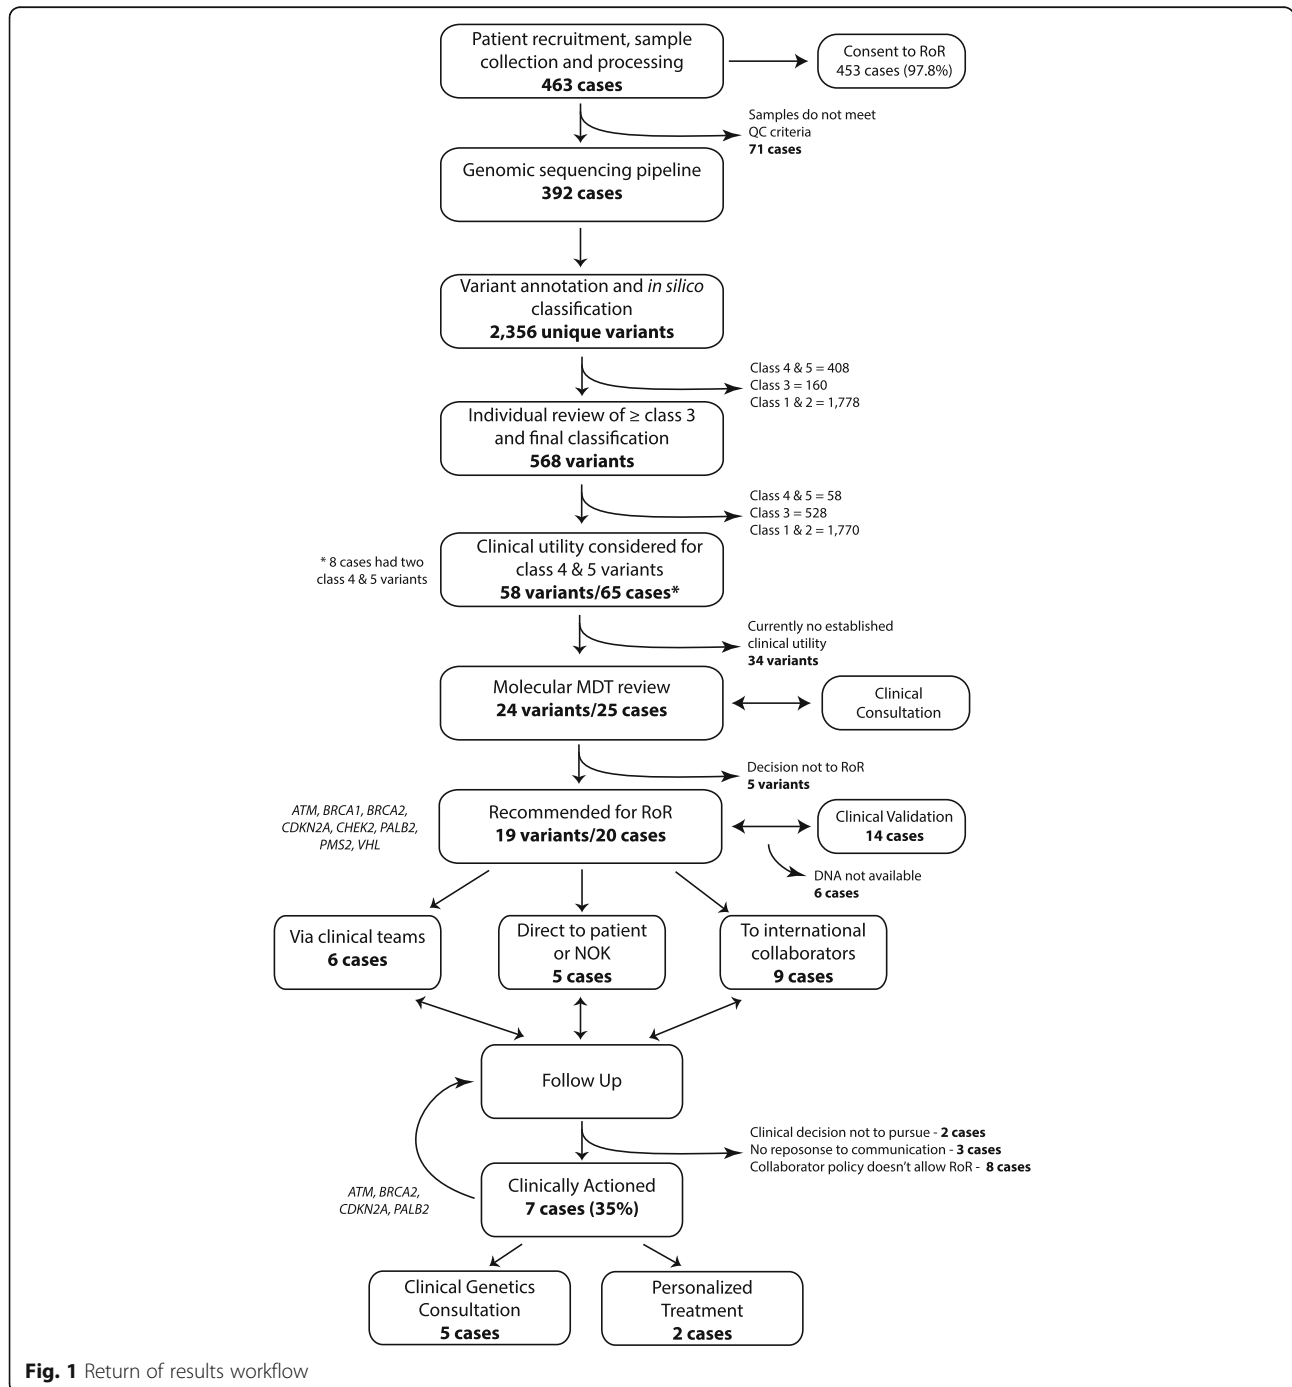 Patient recruitment, sample
collection and processing
463 cases
Consent to RoR
453 cases (97.8%)
Samples do not meet
QC criteria
71 cases
Genomic sequencing pipeline
392 cases
Variant annotation and in silico
classification
2,356 unique variants
Class 4 & 5 = 408
Class 3 = 160
Class 1 & 2 = 1,778
Individual review of ≥ class 3
and final classification
568 variants
Class 4 & 5 = 58
Class 3 = 528
Class 1 & 2 = 1,770
* 8 cases had two
class 4 & 5 variants
Clinical utility considered for
class 4 & 5 variants
58 variants/65 cases*
Currently no established
clinical utility
34 variants
Molecular MDT review
24 variants/25 cases
Clinical
Consultation
Decision not to RoR
5 variants
ATM, BRCA1, BRCA2,
CDKN2A, CHEK2, PALB2,
PMS2, VHL
Recommended for RoR
19 variants/20 cases
Clinical Validation
14 cases
DNA not available
6 cases
Via clinical teams
6 cases
Direct to patient
or NOK
5 cases
To international
collaborators
9 cases
Follow Up
Clinical decision not to pursue - 2 cases
No reposonse to communication - 3 cases
Collaborator policy doesn't allow RoR - 8 cases
ATM, BRCA2,
CDKN2A, PALB2
Clinically Actioned
7 cases (35%)
Clinical Genetics
Consultation
5 cases
Personalized
Treatment
2 cases
Fig. 1 Return of results workflow